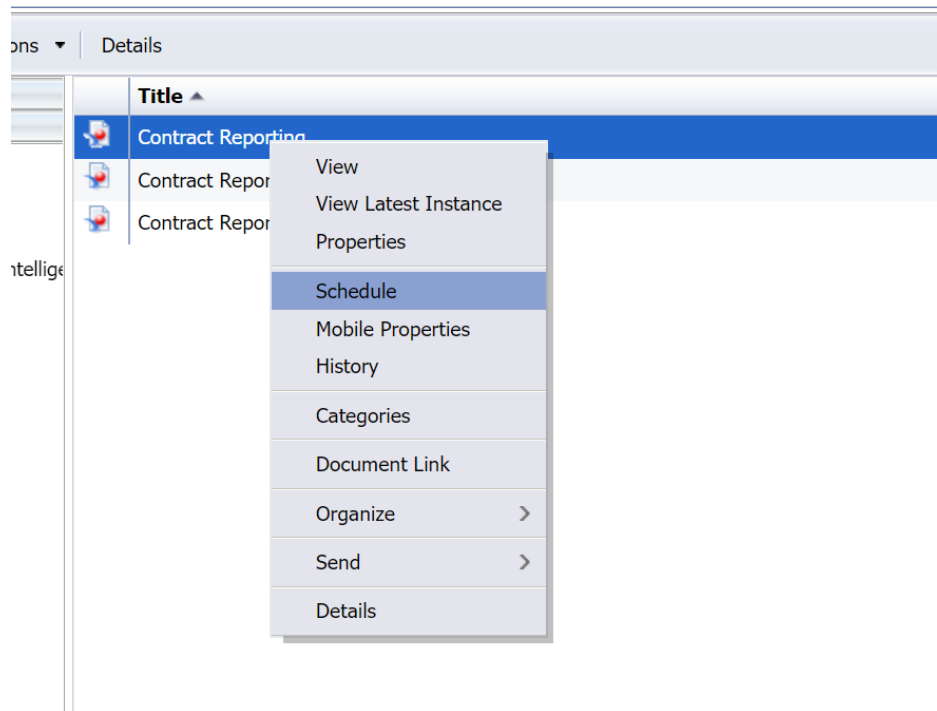 ons Details
Title
Contract Reporting
Contract Repor
Contract Repor
ntellige
View
View Latest Instance
Properties
Schedule
Mobile Properties
History
Categories
Document Link
Organize
Send
Details